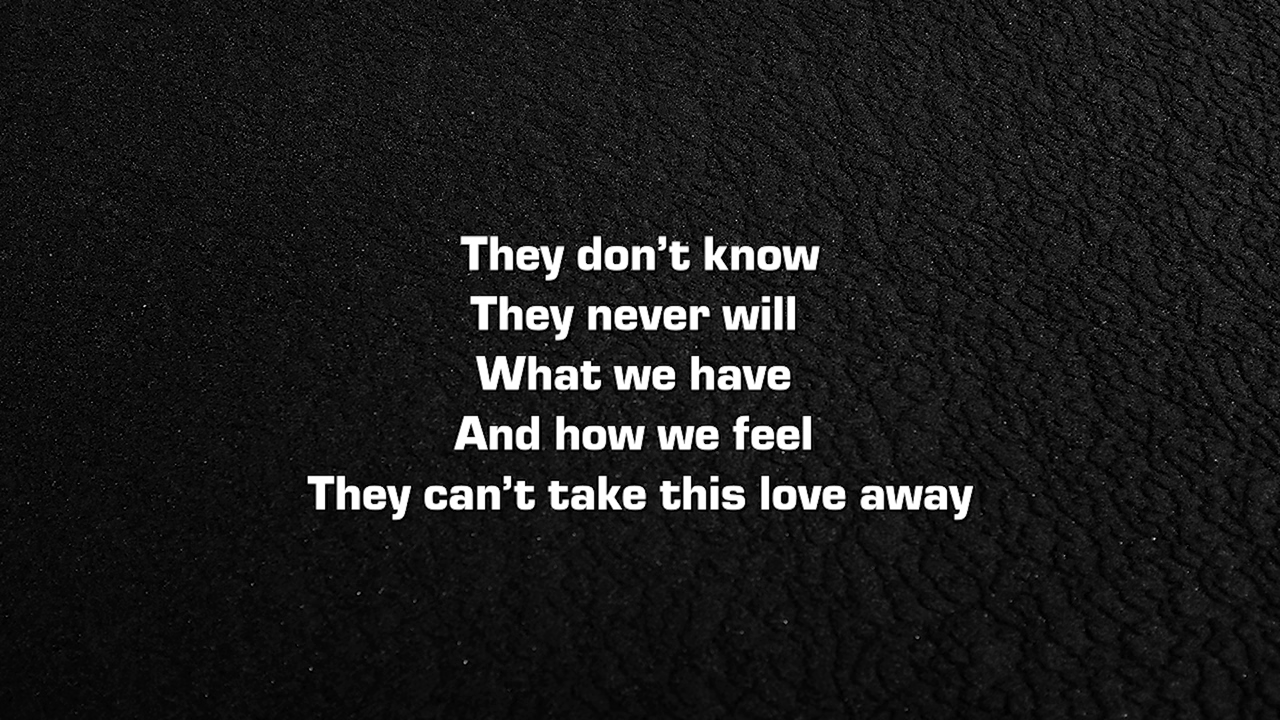 They don’t know
They never will
What we have
And how we feel
They can’t take this love away